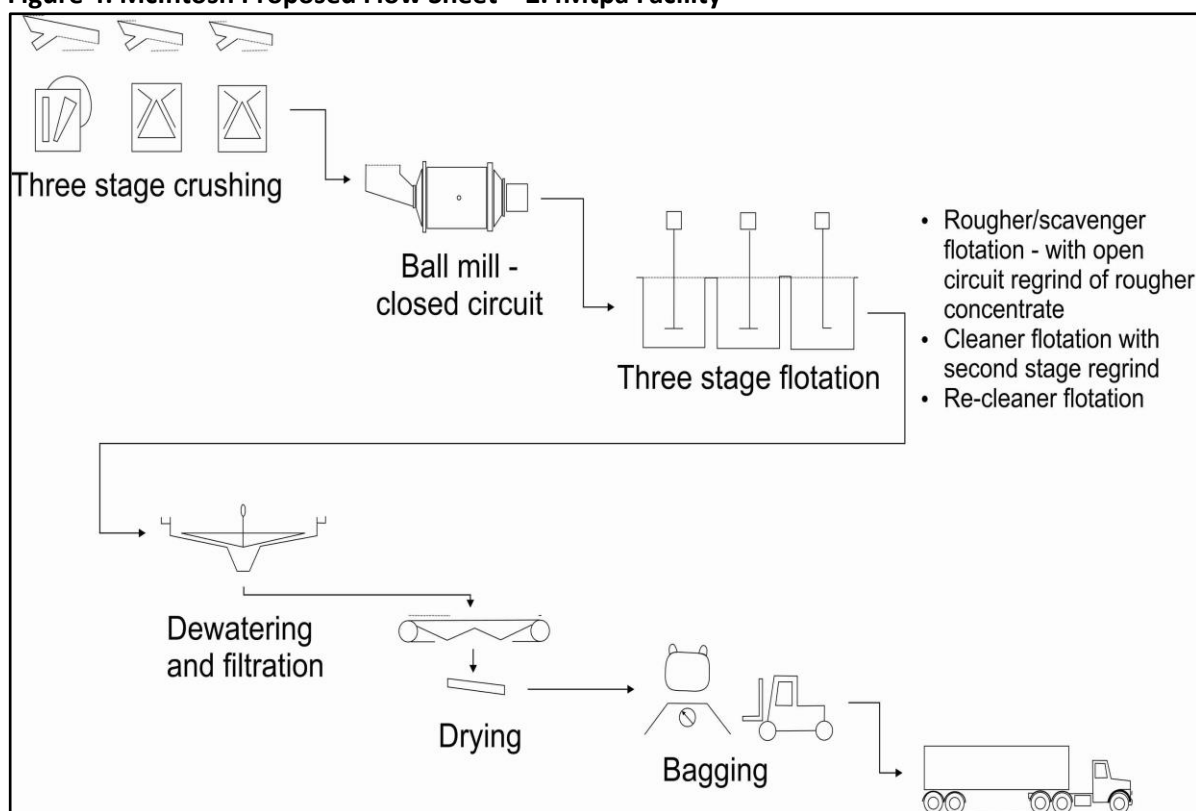 Three stage crushing
Ball mill -
closed circuit
Three stage flotation
• Rougher/scavenger
flotation - with open
circuit regrind of rougher
concentrate
• Cleaner flotation with
second stage regrind
• Re-cleaner flotation
Dewatering
and filtration
Drying
Bagging